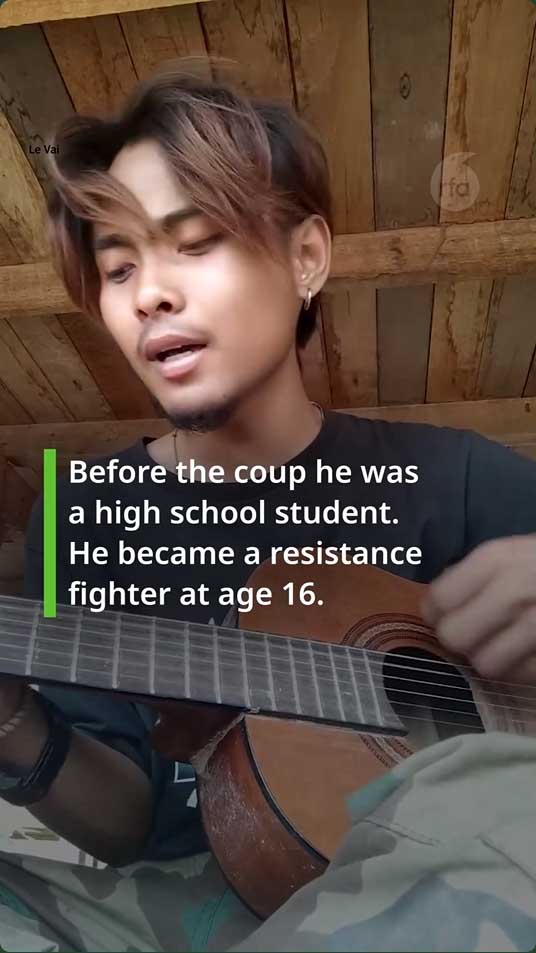 Le Vai
rfa
Before the coup he was
a high school student.
He became a resistance
fighter at age 16.